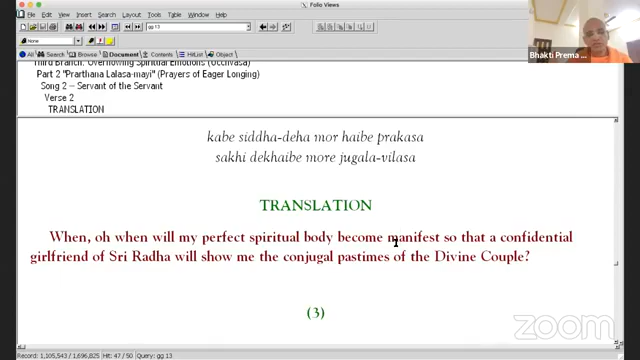 Folio Views
File Edit View Search Layout Tools Table Window Help
gg 13
None
All Search Browse Document Contents HitList Object
Third Branch: Overflowing Spiritual Emotions (Ucchvasa)
Part 2 "Prarthana Lalasa-mayi" (Prayers of Eager Longing)
Song 2 – Servant of the Servant
Verse 2
TRANSLATION
kabe siddha-deha mor haibe prakasa
sakhi dekhaibe more jugala-vilasa
TRANSLATION
When, oh when will my perfect spiritual body become manifest so that a confidential
girlfriend of Sri Radha will show me the conjugal pastimes of the Divine Couple?
(3)
Record: 1,105,543 / 1,696,825 Hit: 47 / 50 Query: gg 13
Bhakti Prema ...
zoom